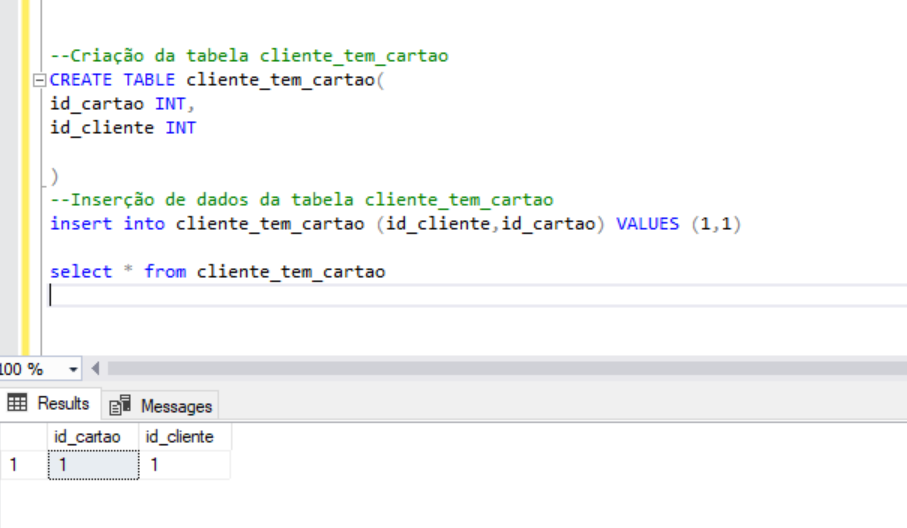 --Criação da tabela cliente_tem_cartao
CREATE TABLE cliente_tem_cartao(
id_cartao INT,
id_cliente INT
)
--Inserção de dados da tabela cliente_tem_cartao
insert into cliente_tem_cartao (id_cliente,id_cartao) VALUES (1,1)
select * from cliente_tem_cartao
100 %
Results Messages
id_cartao id_cliente
1 1 1